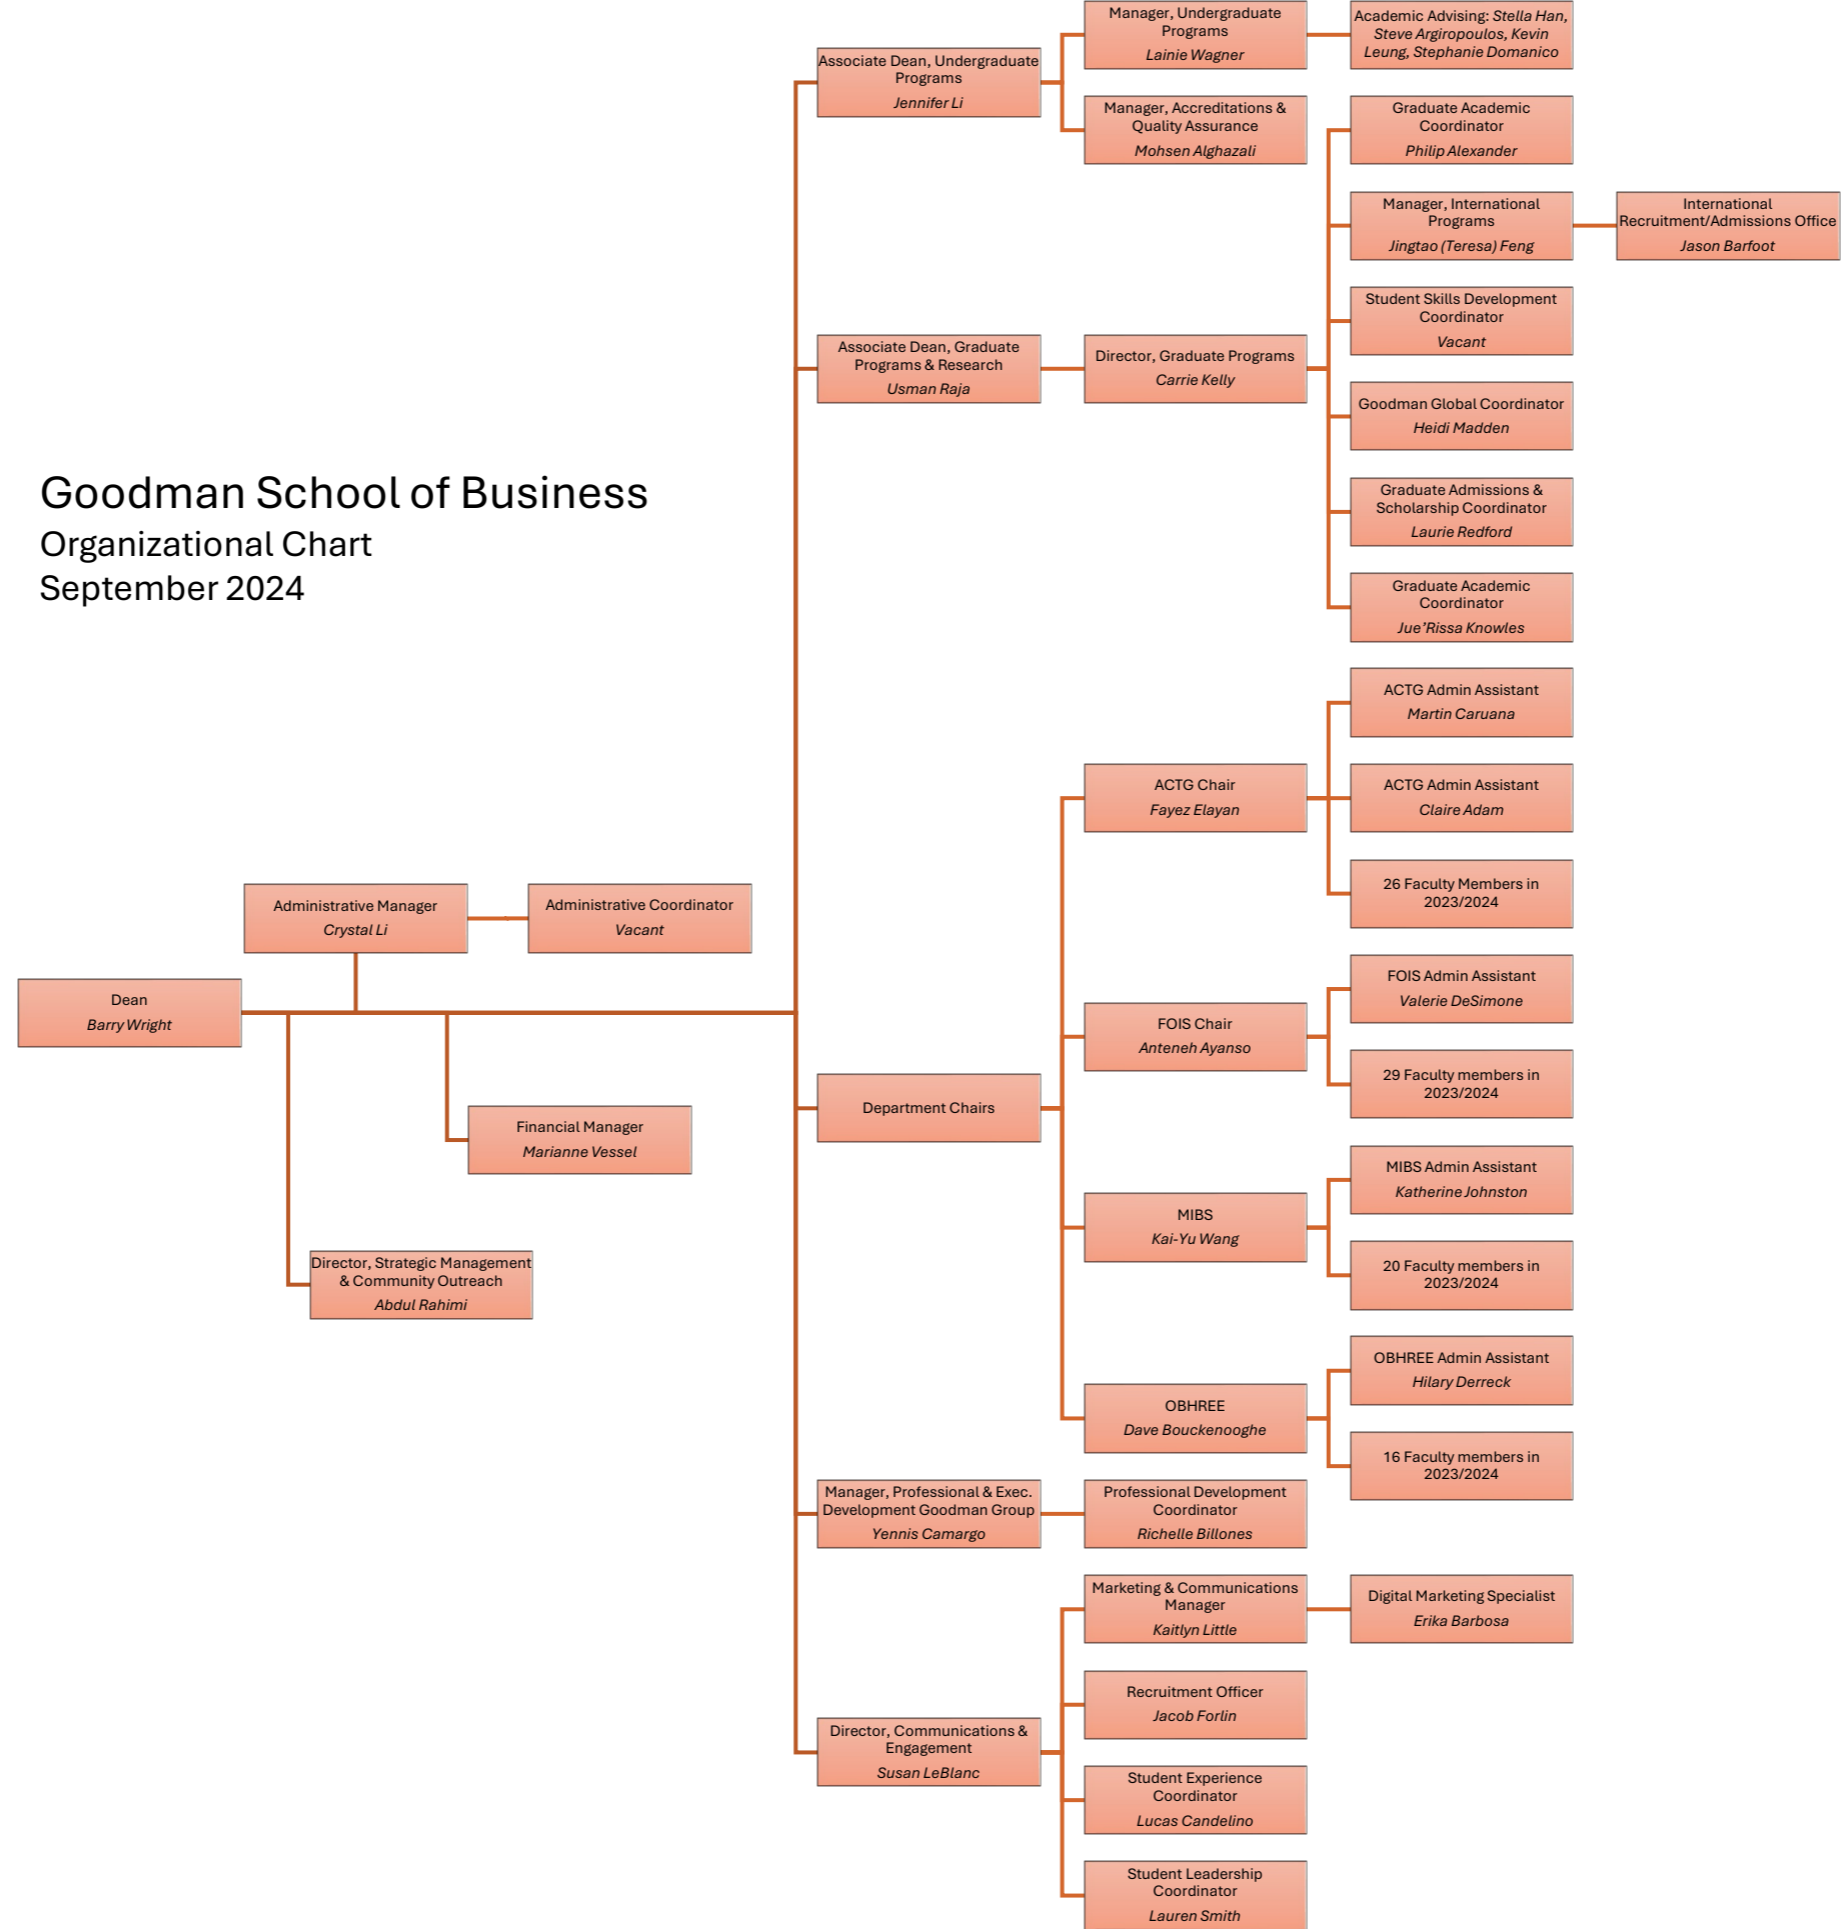 Goodman School of Business
Organizational Chart
September 2024
Dean
Barry Wright
Administrative Manager
Crystal Li
Administrative Coordinator
Vacant
Financial Manager
Marianne Vessel
Director, Strategic Management
& Community Outreach
Abdul Rahimi
Associate Dean, Undergraduate
Programs
Jennifer Li
Manager, Undergraduate
Programs
Lainie Wagner
Academic Advising: Stella Han,
Steve Argiropoulos, Kevin
Leung, Stephanie Domanico
Manager, Accreditations &
Quality Assurance
Mohsen Alghazali
Associate Dean, Graduate
Programs & Research
Usman Raja
Director, Graduate Programs
Carrie Kelly
Graduate Academic
Coordinator
Philip Alexander
Manager, International
Programs
Jingtao (Teresa) Feng
International
Recruitment/Admissions Office
Jason Barfoot
Student Skills Development
Coordinator
Vacant
Goodman Global Coordinator
Heidi Madden
Graduate Admissions &
Scholarship Coordinator
Laurie Redford
Graduate Academic
Coordinator
Jue’Rissa Knowles
Department Chairs
ACTG Chair
Fayez Elayan
ACTG Admin Assistant
Martin Caruana
ACTG Admin Assistant
Claire Adam
26 Faculty Members in
2023/2024
FOIS Chair
Anteneh Ayanso
FOIS Admin Assistant
Valerie DeSimone
29 Faculty members in
2023/2024
MIBS
Kai-Yu Wang
MIBS Admin Assistant
Katherine Johnston
20 Faculty members in
2023/2024
OBHREE
Dave Bouckenooghe
OBHREE Admin Assistant
Hilary Derreck
16 Faculty members in
2023/2024
Manager, Professional & Exec.
Development Goodman Group
Yennis Camargo
Professional Development
Coordinator
Richelle Billones
Director, Communications &
Engagement
Susan LeBlanc
Marketing & Communications
Manager
Kaitlyn Little
Digital Marketing Specialist
Erika Barbosa
Recruitment Officer
Jacob Forlin
Student Experience
Coordinator
Lucas Candelino
Student Leadership
Coordinator
Lauren Smith